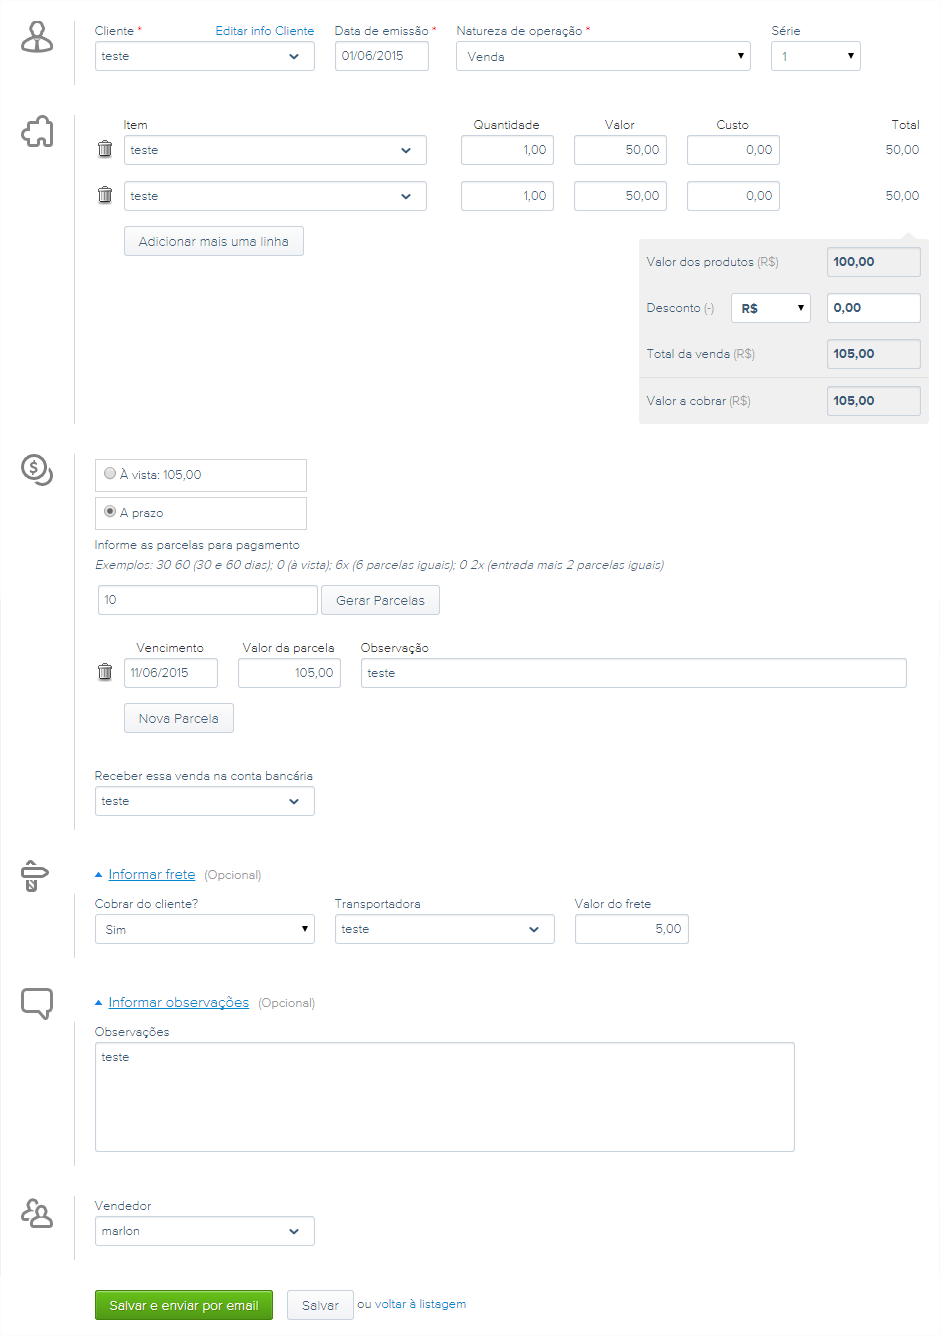 Cliente * Editar info Cliente Data de emissão * Natureza de operação * Série
teste 01/06/2015 Venda 1
Item Quantidade Valor Custo Total
teste 1,00 50,00 0,00 50,00
teste 1,00 50,00 0,00 50,00
Adicionar mais uma linha
Valor dos produtos (R$) 100,00
Desconto (-) R$ 0,00
Total da venda (R$) 105,00
Valor a cobrar (R$) 105,00
À vista: 105,00
A prazo
Informe as parcelas para pagamento
Exemplos: 30 60 (30 e 60 dias); 0 (à vista); 6x (6 parcelas iguais); 0 2x (entrada mais 2 parcelas iguais)
10 Gerar Parcelas
Vencimento Valor da parcela Observação
11/06/2015 105,00 teste
Nova Parcela
Receber essa venda na conta bancária
teste
Informar frete (Opcional)
Cobrar do cliente? Transportadora Valor do frete
Sim teste 5,00
Informar observações (Opcional)
Observações
teste
Vendedor
marlon
Salvar e enviar por email Salvar ou voltar à listagem